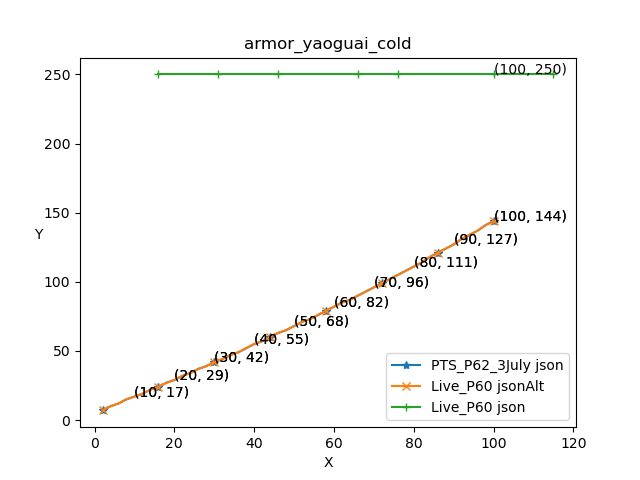 armor_yaoguai_cold
250
200
150
100
50
0
Y
(100, 250)
(100, 144)
(90, 127)
(80, 111)
(70, 96)
(60, 82)
(50, 68)
(40, 55)
(30, 42)
(20, 29)
(10, 17)
PTS_P62_3July json
Live_P60 jsonAlt
Live_P60 json
0 20 40 60 80 100 120
X